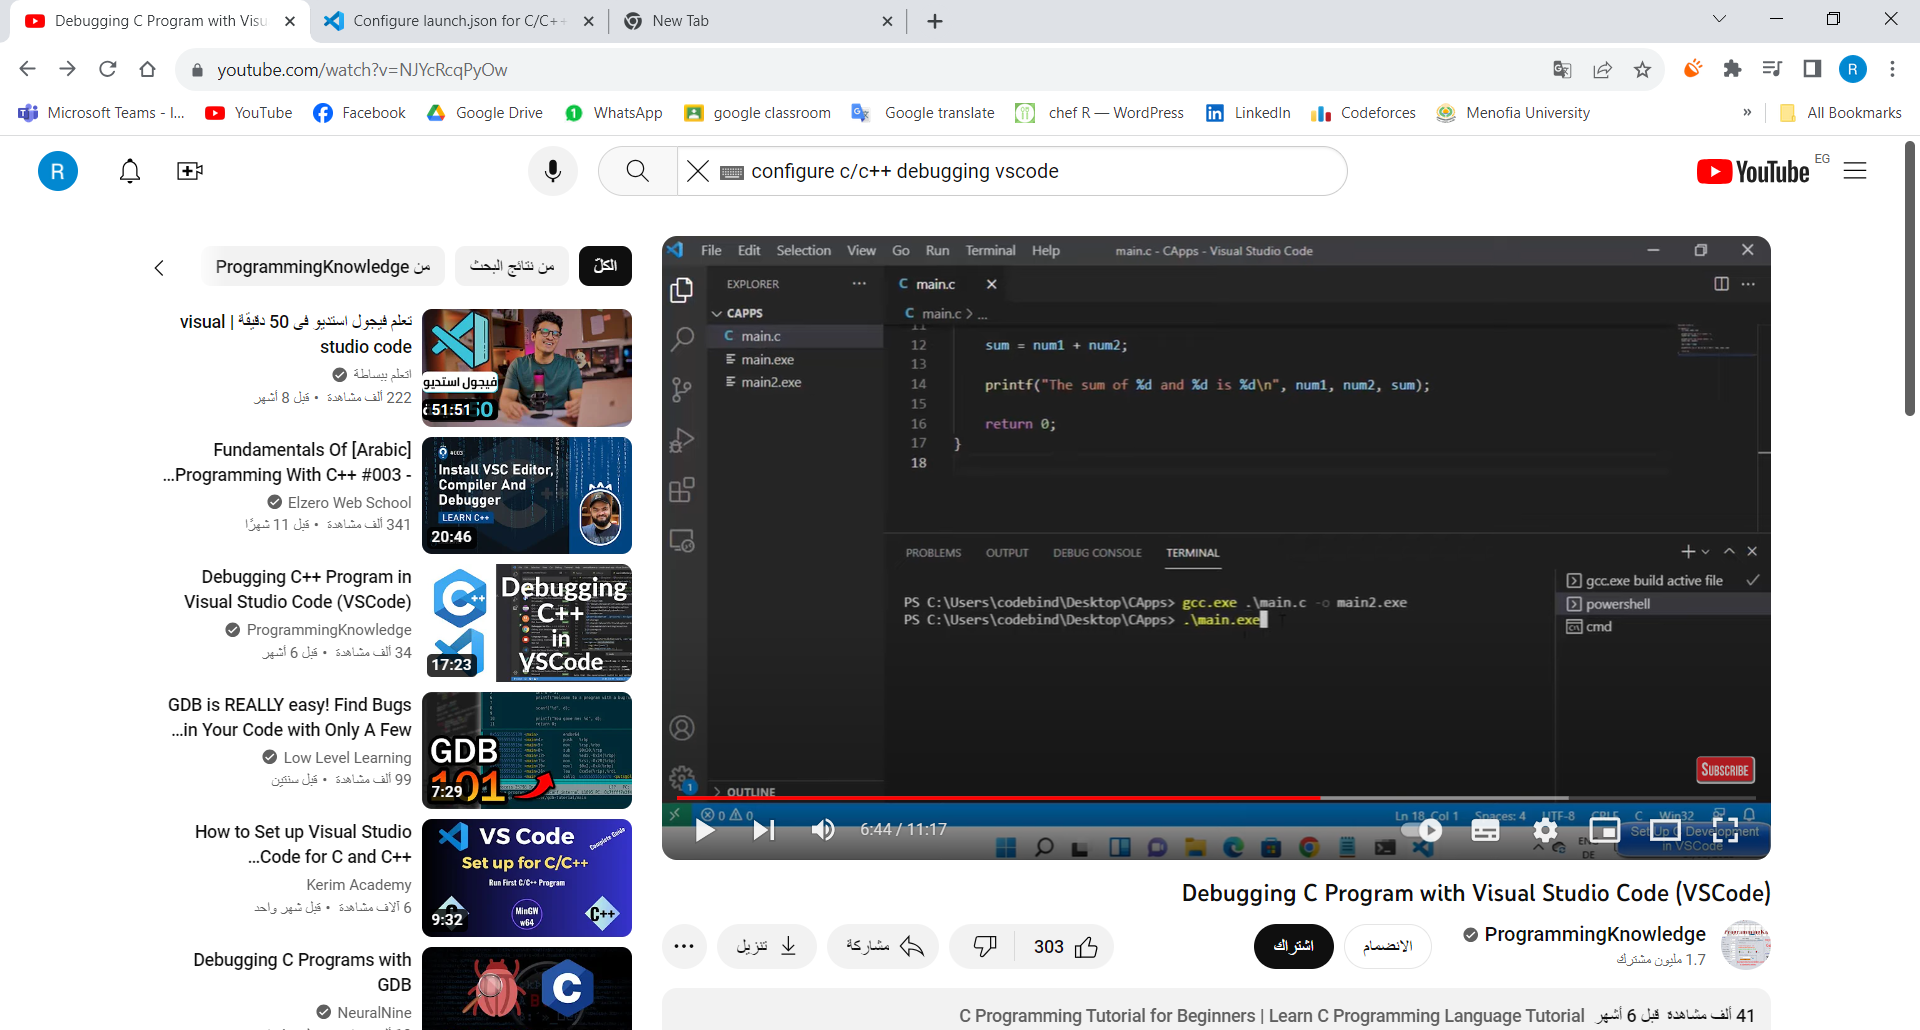 Debugging C Program with Visu
Configure launch.json for C/C++
New Tab
youtube.com/watch?v=NJYcRcqPyOw
R
Microsoft Teams - I...
YouTube
Facebook
Google Drive
WhatsApp
google classroom
Google translate
chef R — WordPress
LinkedIn
Codeforces
Menofia University
»
All Bookmarks
R
configure c/c++ debugging vscode
YouTube EG
الكلّ
من نتائج البحث
من ProgrammingKnowledge
تعلم فيجول استديو في 50 دقيقة | visual
studio code
اتعلم ببساطة
222 ألف مشاهدة • قبل 8 أشهر
فيجول استديو
51:51
Fundamentals Of [Arabic]
...Programming With C++ #003 -
Elzero Web School
341 ألف مشاهدة • قبل 11 شهرًا
Install VSC Editor,
Compiler And
Debugger
LEARN C++
20:46
Debugging C++ Program in
Visual Studio Code (VSCode)
ProgrammingKnowledge
34 ألف مشاهدة • قبل 6 أشهر
Debugging
C++
in
VSCode
17:23
GDB is REALLY easy! Find Bugs
...in Your Code with Only A Few
Low Level Learning
99 ألف مشاهدة • قبل سنتين
GDB
101
7:29
How to Set up Visual Studio
...Code for C and C++
Kerim Academy
6 آلاف مشاهدة • قبل شهر واحد
VS Code
Complete Guide
Set up for C/C++
Run First C/C++ Program
MinGW
w64
C++
9:32
Debugging C Programs with
GDB
NeuralNine
C
File Edit Selection View Go Run Terminal Help
main.c - CApps - Visual Studio Code
EXPLORER
CAPPS
C main.c
main.exe
main2.exe
OUTLINE
C main.c
C main.c > ...
11
12 sum = num1 + num2;
13
14 printf("The sum of %d and %d is %d\n", num1, num2, sum);
15
16 return 0;
17 }
18
PROBLEMS OUTPUT DEBUG CONSOLE TERMINAL
PS C:\Users\codebind\Desktop\CApps> gcc.exe .\main.c -o main2.exe
PS C:\Users\codebind\Desktop\CApps> .\main.exe
gcc.exe build active file
powershell
cmd
SUBSCRIBE
1
0 0
Ln 18, Col 1 Spaces: 4 UTF-8 CRLF C Win32
6:44 / 11:17
Set Up C Development
in VSCode
DE
Debugging C Program with Visual Studio Code (VSCode)
ProgrammingKnowledge
1.7 مليون مشترك
الانضمام
اشتراك
303
مشاركة
تنزيل
41 ألف مشاهدة قبل 6 أشهر C Programming Tutorial for Beginners | Learn C Programming Language Tutorial